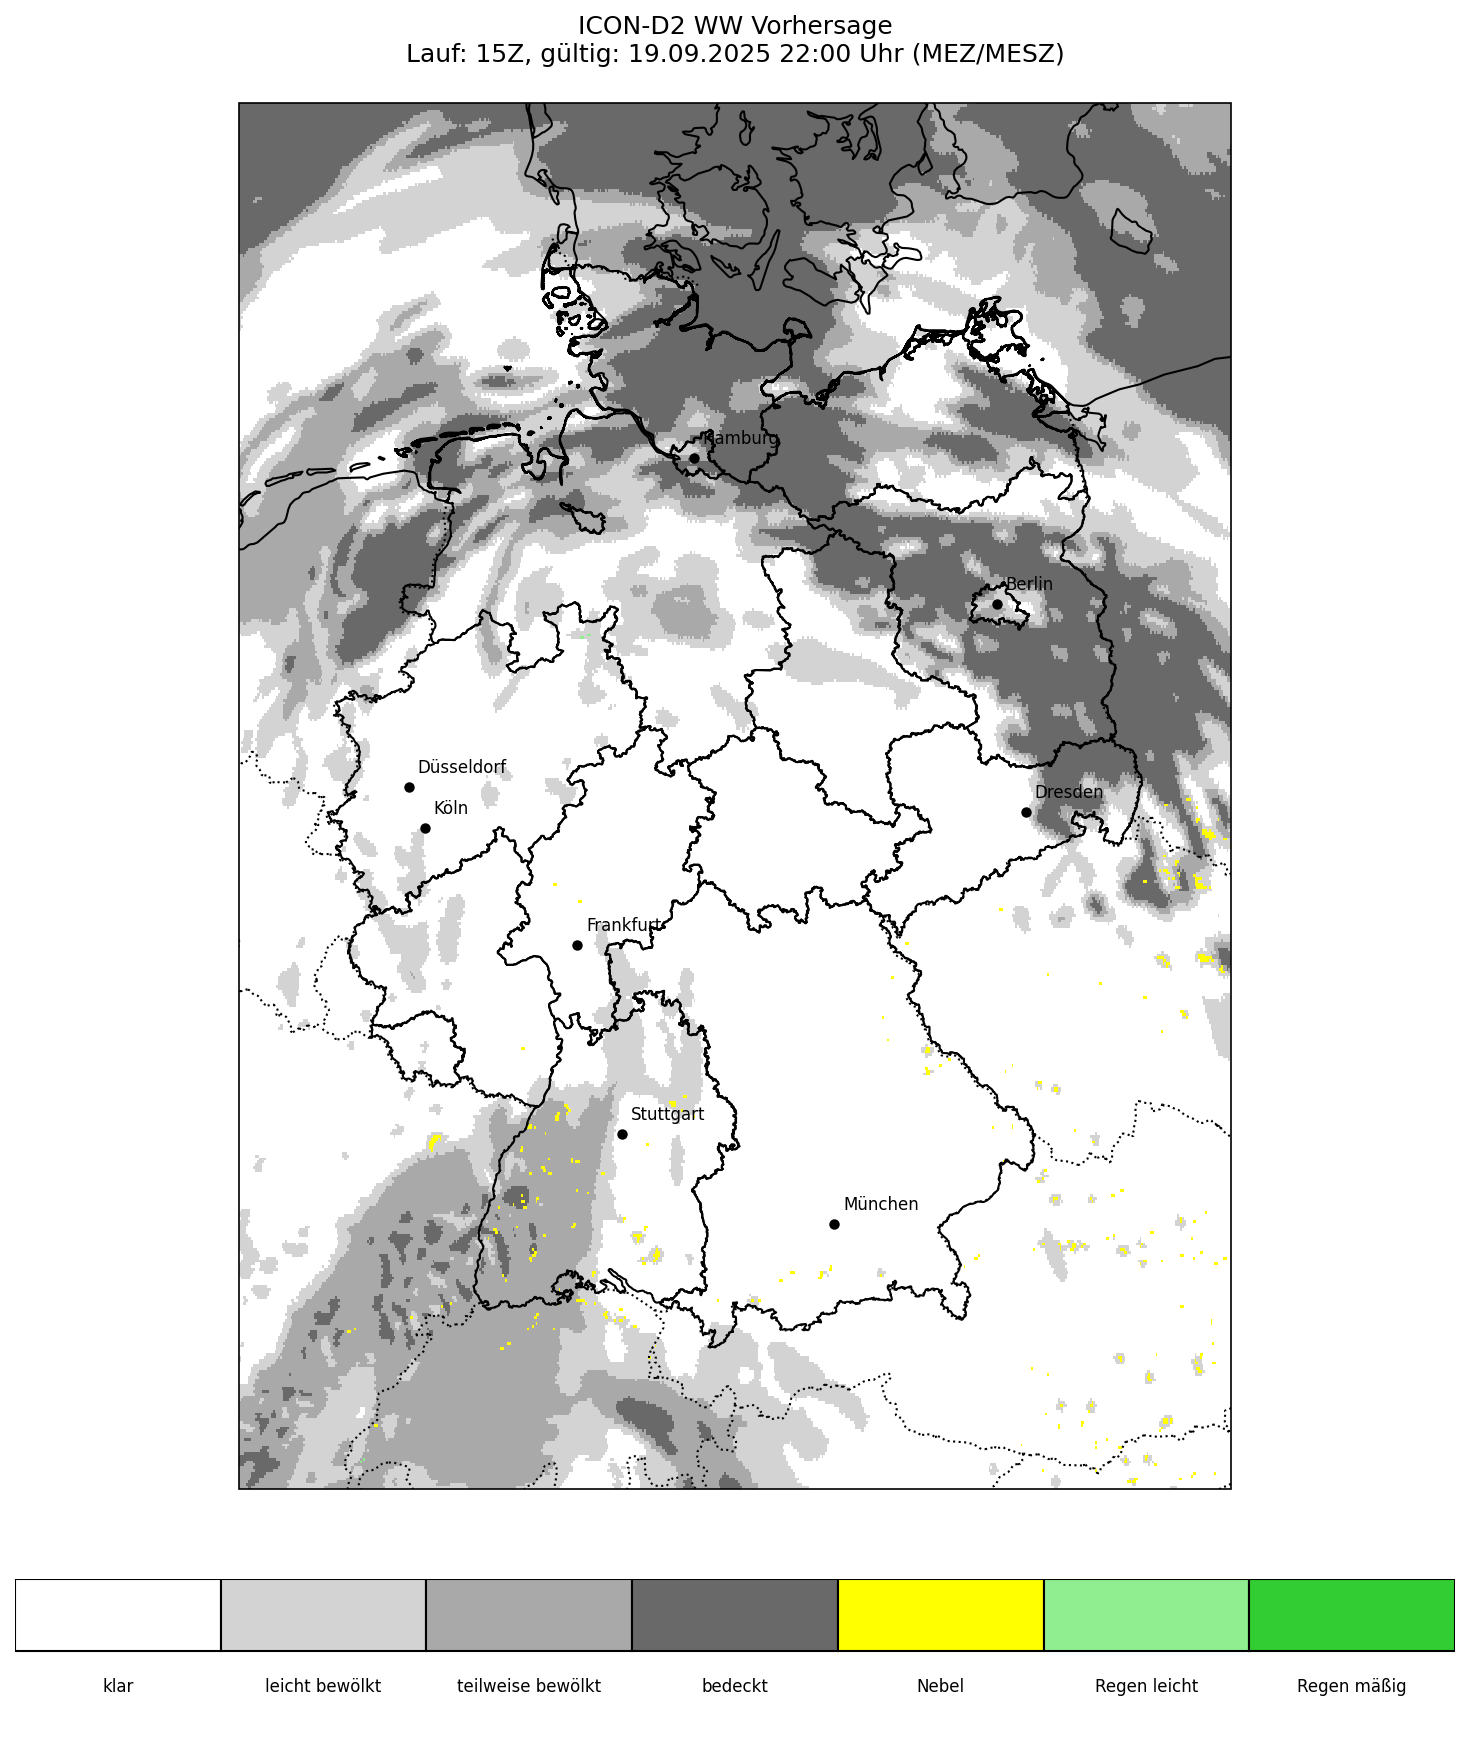 ICON-D2 WW Vorhersage
Lauf: 15Z, gültig: 19.09.2025 22:00 Uhr (MEZ/MESZ)
Hamburg
Berlin
Düsseldorf
Dresden
Köln
Frankfurt
Stuttgart
München
klar
leicht bewölkt
teilweise bewölkt
bedeckt
Nebel
Regen leicht
Regen mäßig